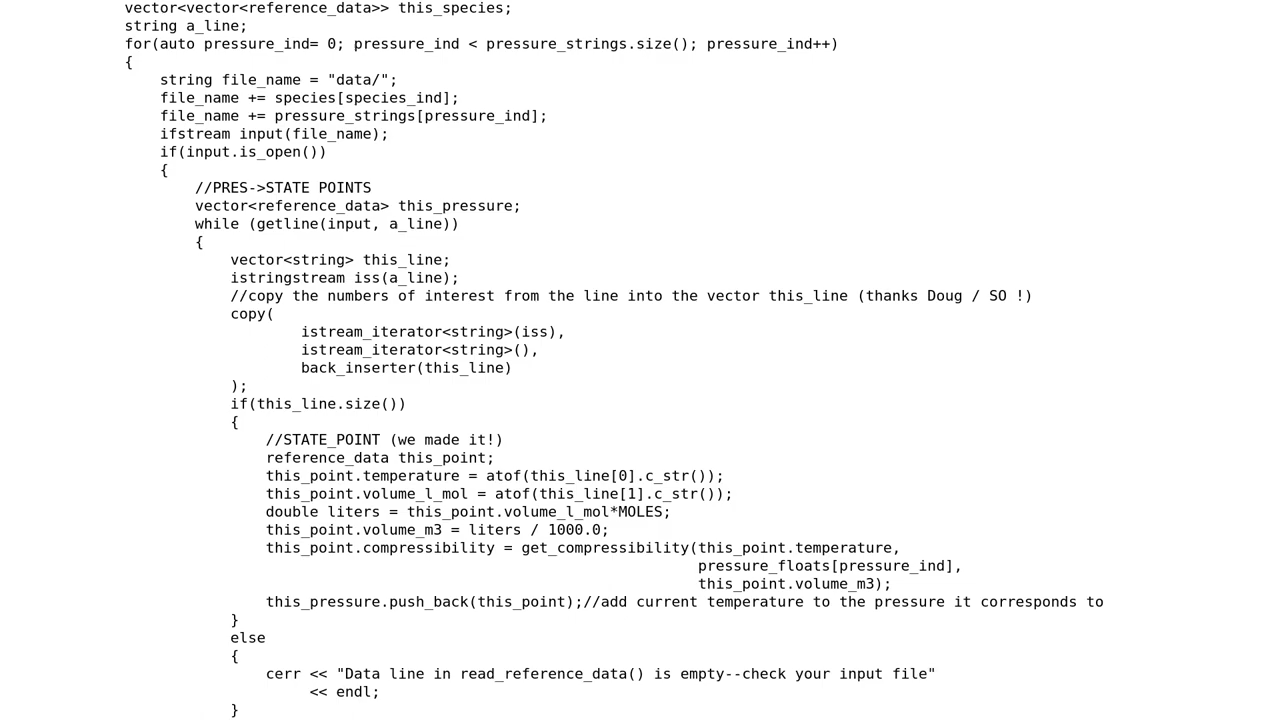 vector<vector<reference_data>> this_species;
string a_line;
for(auto pressure_ind= 0; pressure_ind < pressure_strings.size(); pressure_ind++)
{
string file_name = "data/";
file_name += species[species_ind];
file_name += pressure_strings[pressure_ind];
ifstream input(file_name);
if(input.is_open())
{
//PRES->STATE POINTS
vector<reference_data> this_pressure;
while (getline(input, a_line))
{
vector<string> this_line;
istringstream iss(a_line);
//copy the numbers of interest from the line into the vector this_line (thanks Doug / SO !)
copy(
istream_iterator<string>(iss),
istream_iterator<string>(),
back_inserter(this_line)
);
if(this_line.size())
{
//STATE_POINT (we made it!)
reference_data this_point;
this_point.temperature = atof(this_line[0].c_str());
this_point.volume_l_mol = atof(this_line[1].c_str());
double liters = this_point.volume_l_mol*MOLES;
this_point.volume_m3 = liters / 1000.0;
this_point.compressibility = get_compressibility(this_point.temperature,
pressure_floats[pressure_ind],
this_point.volume_m3);
this_pressure.push_back(this_point);//add current temperature to the pressure it corresponds to
}
else
{
cerr << "Data line in read_reference_data() is empty--check your input file"
<< endl;
}